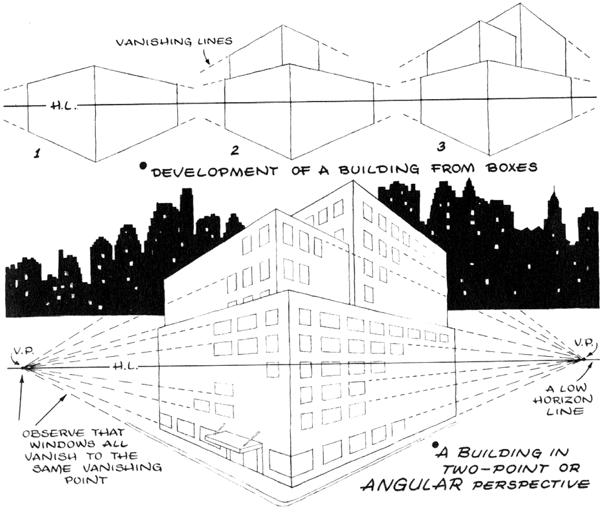 VANISHING LINES
H.L.
1
2
3
•DEVELOPMENT OF A BUILDING FROM BOXES
V.P.
H.L.
V.P.
A LOW
HORIZON
LINE
OBSERVE THAT
WINDOWS ALL
VANISH TO THE
SAME VANISHING
POINT
•A BUILDING IN
TWO-POINT OR
ANGULAR PERSPECTIVE